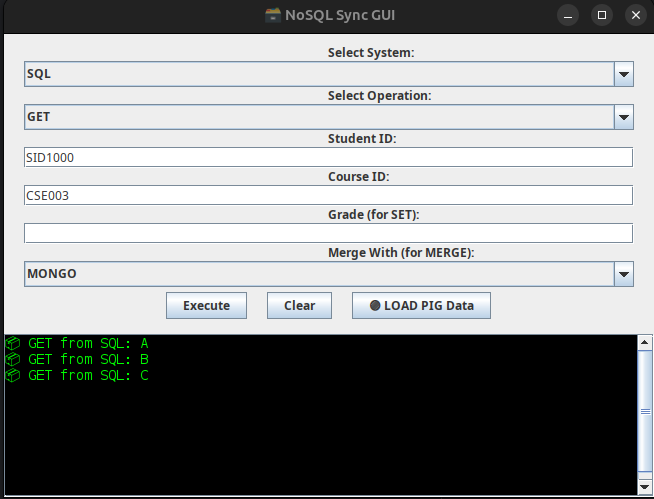 NoSQL Sync GUI
Select System:
SQL
Select Operation:
GET
Student ID:
SID1000
Course ID:
CSE003
Grade (for SET):
Merge With (for MERGE):
MONGO
Execute Clear LOAD PIG Data
GET from SQL: A
GET from SQL: B
GET from SQL: C